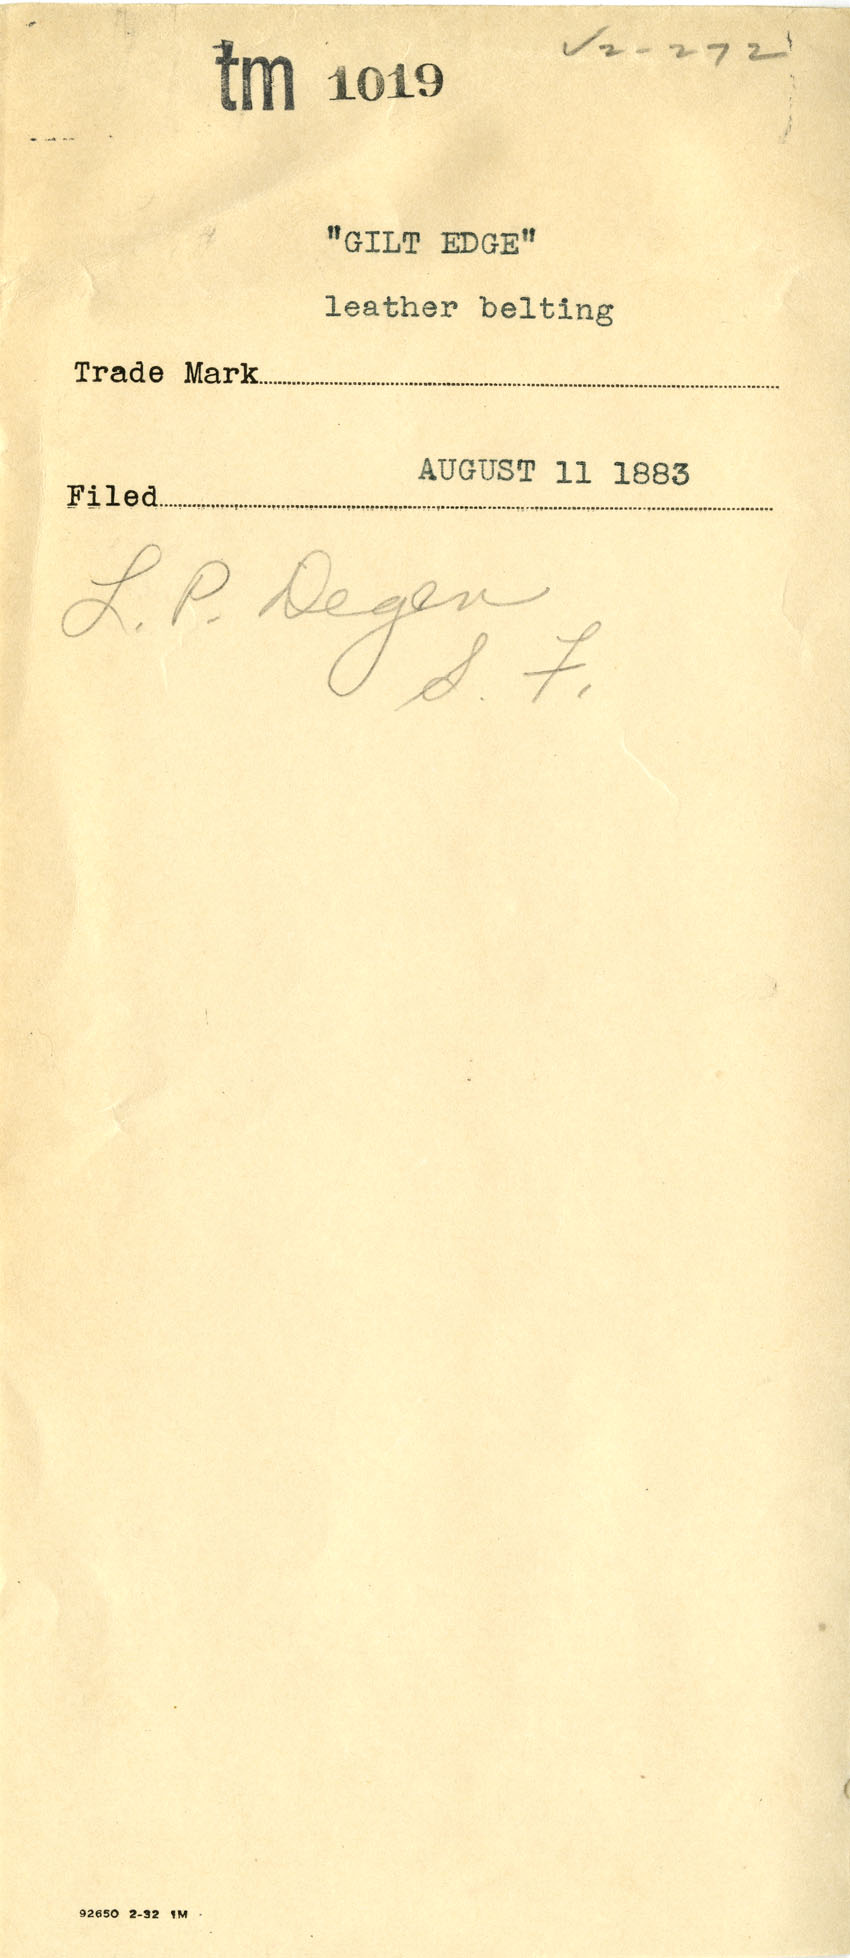 √2-272
tm 1019
"GILT EDGE"
leather belting
Trade Mark
AUGUST 11 1883
Filed
L. P. Degen
S. F.
92650 2-32 1M